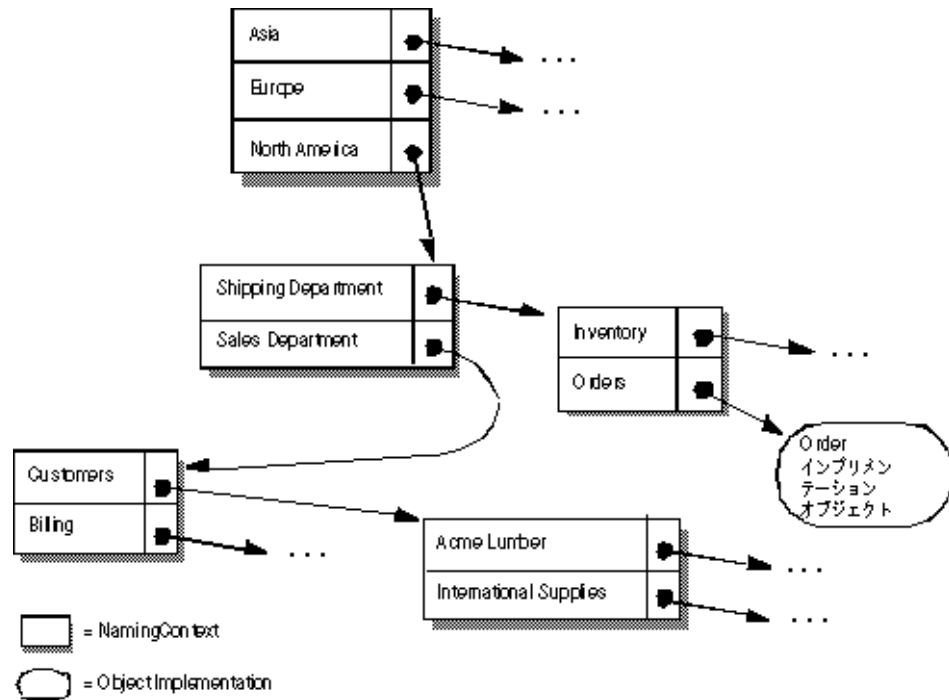 Asia
. . .
Europe
. . .
North America
Shipping Department
Sales Department
Inventory
. . .
Orders
Order
インプリメン
テーション
オブジェクト
Customers
Billing
. . .
Acme Lumber
. . .
International Supplies
. . .
= NamingContext
= Object Implementation